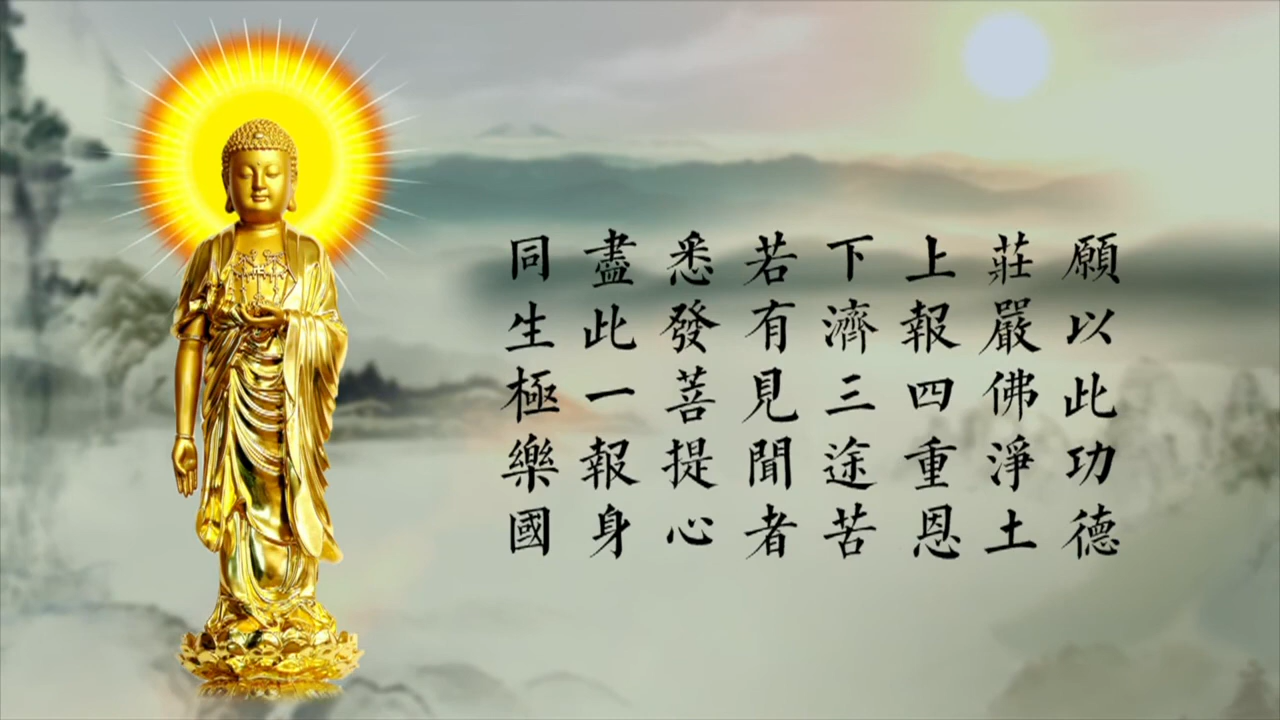 願以此功德
莊嚴佛淨土
上報四重恩
下濟三途苦
若有見聞者
悉發菩提心
盡此一報身
同生極樂國